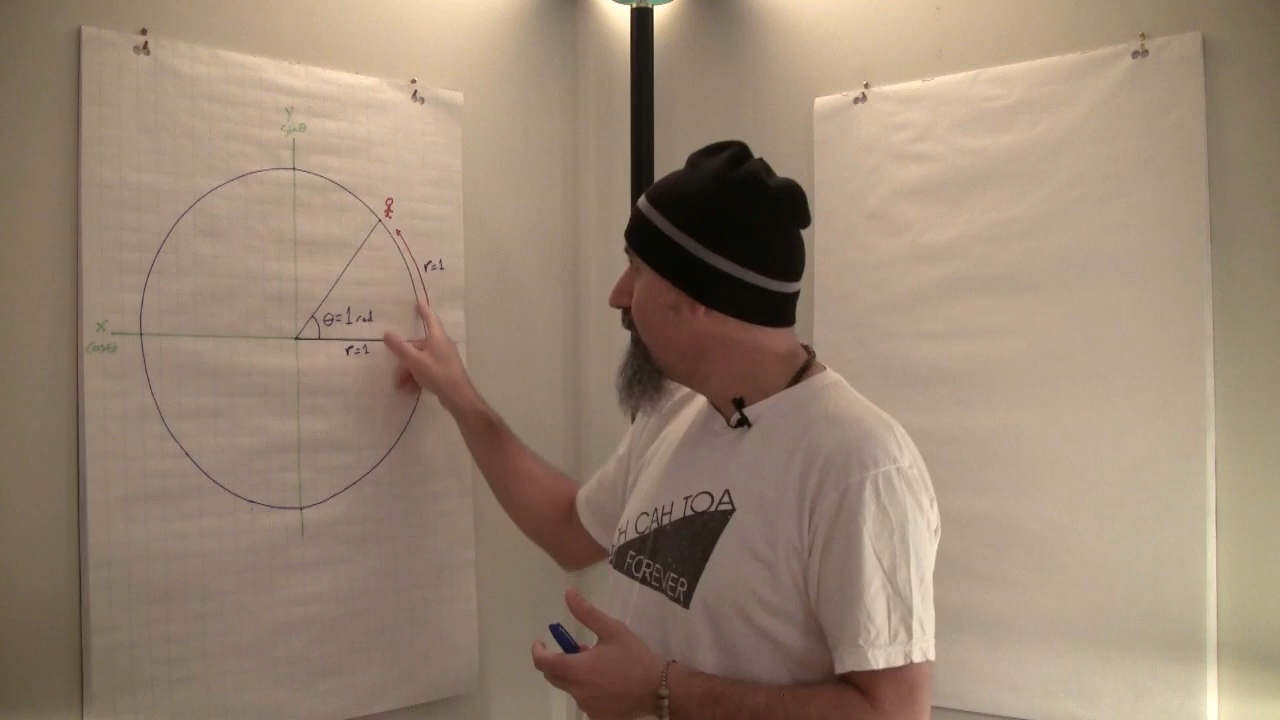 Y
sinθ
r=1
θ=1 rad
X
cosθ
r=1
CAH TOA
FOREVER